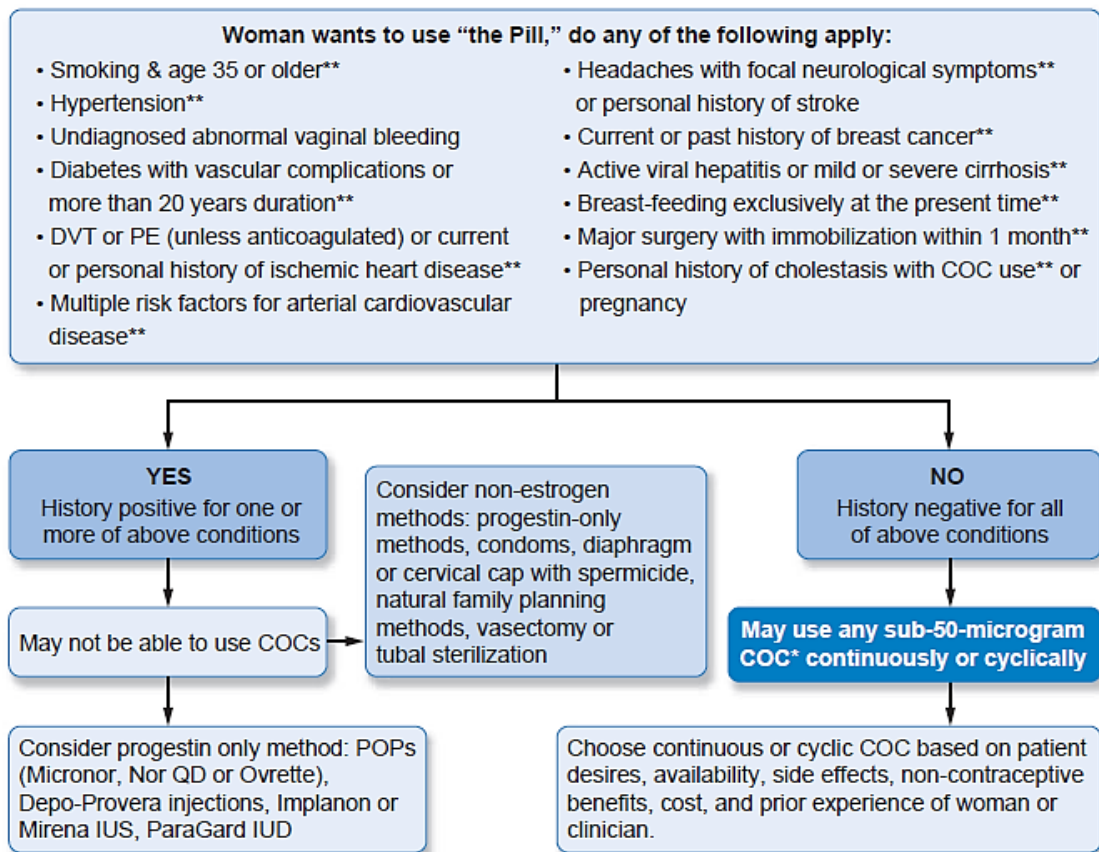 Woman wants to use “the Pill,” do any of the following apply:
• Smoking & age 35 or older**
• Hypertension**
• Undiagnosed abnormal vaginal bleeding
• Diabetes with vascular complications or
more than 20 years duration**
• DVT or PE (unless anticoagulated) or current
or personal history of ischemic heart disease**
• Multiple risk factors for arterial cardiovascular
disease**
• Headaches with focal neurological symptoms**
or personal history of stroke
• Current or past history of breast cancer**
• Active viral hepatitis or mild or severe cirrhosis**
• Breast-feeding exclusively at the present time**
• Major surgery with immobilization within 1 month**
• Personal history of cholestasis with COC use** or
pregnancy
YES
History positive for one or
more of above conditions
May not be able to use COCs
Consider non-estrogen
methods: progestin-only
methods, condoms, diaphragm
or cervical cap with spermicide,
natural family planning
methods, vasectomy or
tubal sterilization
Consider progestin only method: POPs
(Micronor, Nor QD or Ovrette),
Depo-Provera injections, Implanon or
Mirena IUS, ParaGard IUD
NO
History negative for all
of above conditions
May use any sub-50-microgram
COC* continuously or cyclically
Choose continuous or cyclic COC based on patient
desires, availability, side effects, non-contraceptive
benefits, cost, and prior experience of woman or
clinician.